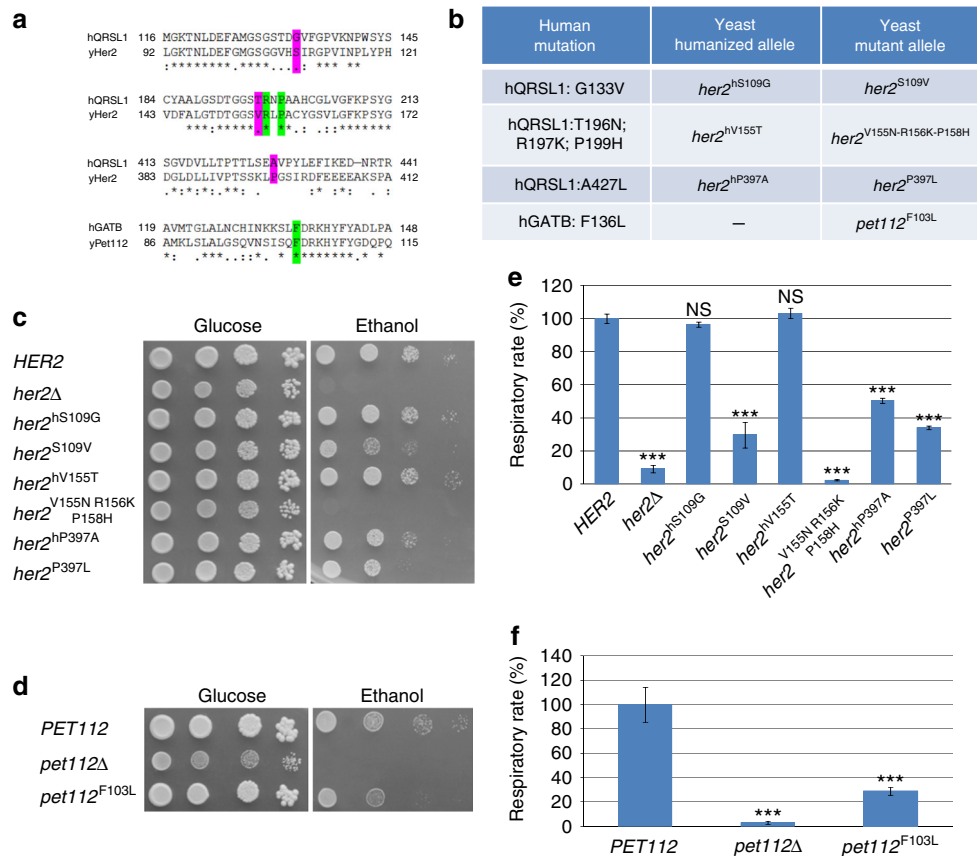 a
hQRSL1 116 MGKTNLDEFAMGSGSTDGVFGPVKNPWSYS 145
yHer2 92 MGKTNLDEFGMGSGGVHSIRGPVINPLYPH 121
:********.****....:.*** **
hQRSL1 184 CYAALGSDTGGSTRNPAAHCGLVGFKPSYG 213
yHer2 143 VDFALGTDTGGSVRLPACYGSVLGFKPSYG 172
hQRSL1 413 SGVDVLLTPTTLSEAVPYLEFIKED—NRTR 441
yHer2 383 DGLDLLIVPTSSKLPGSIRDFEEEEAKSPA 412
hGATB 119 AVMTGLALNCHINKKSLFDRKHYFYADLPA 148
yPet112 86 AMKLSLALGSQVNSISQFDRKHYFYGDQPQ 115
b
Human mutation Yeast humanized allele Yeast mutant allele
hQRSL1: G133V her2hS109G her2S109V
hQRSL1:T196N; R197K; P199H her2hV155T her2V155N-R156K-P158H
hQRSL1:A427L her2hP397A her2P397L
hGATB: F136L — pet112F103L
c
Glucose Ethanol
HER2
her2Δ
her2hS109G
her2S109V
her2hV155T
her2V155N R156K P158H
her2hP397A
her2P397L
d
Glucose Ethanol
PET112
pet112Δ
pet112F103L
e
Respiratory rate (%)
120
100
80
60
40
20
0
*** NS *** NS *** *** ***
HER2 her2Δ her2hS109G her2S109V her2hV155T her2V155N R156K P158H her2hP397A her2P397L
f
Respiratory rate (%)
140
120
100
80
60
40
20
0
*** ***
PET112 pet112Δ pet112F103L